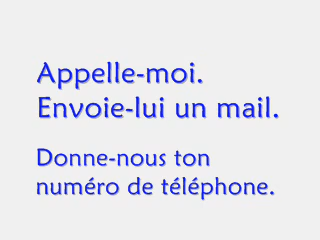 Appelle-moi.
Envoie-lui un mail.
Donne-nous ton
numéro de téléphone.